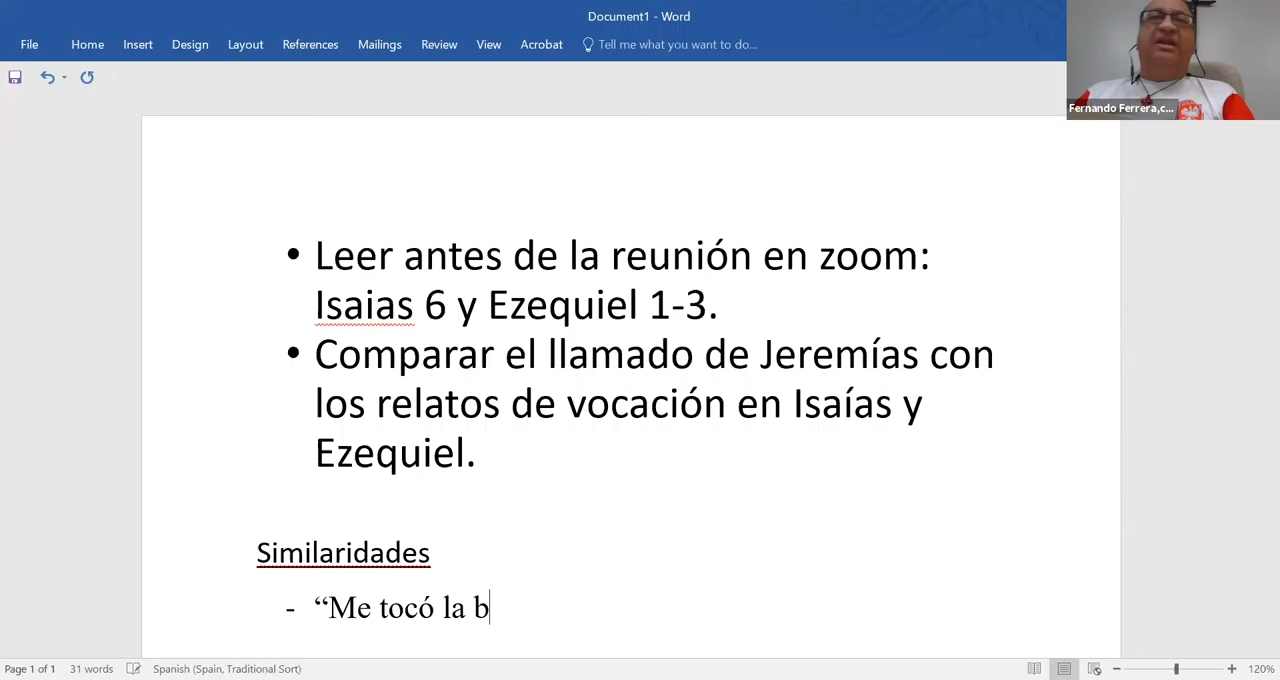 Document1 - Word
File Home Insert Design Layout References Mailings Review View Acrobat Tell me what you want to do...
Fernando Ferrera,c...
• Leer antes de la reunión en zoom:
Isaias 6 y Ezequiel 1-3.
• Comparar el llamado de Jeremías con
los relatos de vocación en Isaías y
Ezequiel.
Similaridades
- “Me tocó la b
Page 1 of 1 31 words Spanish (Spain, Traditional Sort) 120%